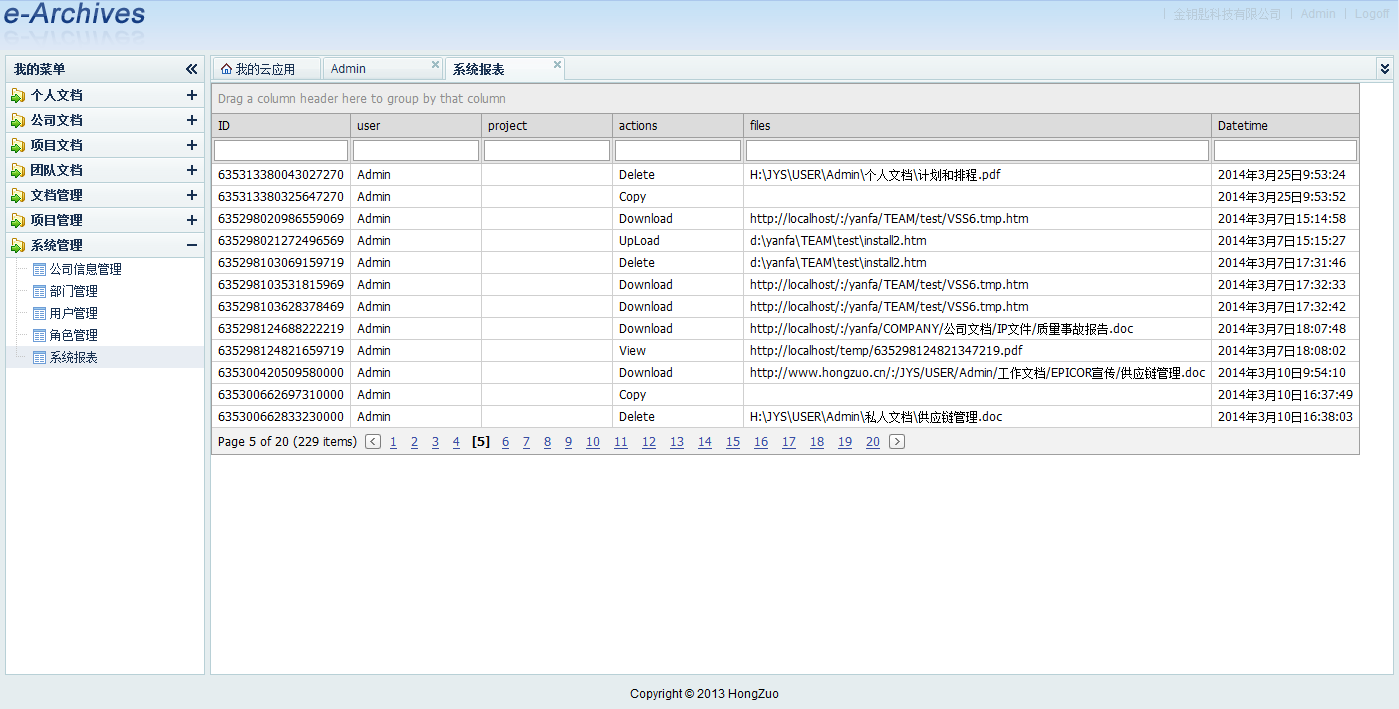 e-Archives
| 金钥匙科技有限公司 | Admin | Logoff
我的菜单
个人文档
公司文档
项目文档
团队文档
文档管理
项目管理
系统管理
公司信息管理
部门管理
用户管理
角色管理
系统报表
我的云应用 Admin 系统报表
Drag a column header here to group by that column
ID user project actions files Datetime
635313380043027270 Admin Delete H:\JYS\USER\Admin\个人文档\计划和排程.pdf 2014年3月25日9:53:24
635313380325647270 Admin Copy 2014年3月25日9:53:52
635298020986559069 Admin Download http://localhost/:/yanfa/TEAM/test/VSS6.tmp.htm 2014年3月7日15:14:58
635298021272496569 Admin UpLoad d:\yanfa\TEAM\test\install2.htm 2014年3月7日15:15:27
635298103069159719 Admin Delete d:\yanfa\TEAM\test\install2.htm 2014年3月7日17:31:46
635298103531815969 Admin Download http://localhost/:/yanfa/TEAM/test/VSS6.tmp.htm 2014年3月7日17:32:33
635298103628378469 Admin Download http://localhost/:/yanfa/TEAM/test/VSS6.tmp.htm 2014年3月7日17:32:42
635298124688222219 Admin Download http://localhost/:/yanfa/COMPANY/公司文档/IP文件/质量事故报告.doc 2014年3月7日18:07:48
635298124821659719 Admin View http://localhost/temp/635298124821347219.pdf 2014年3月7日18:08:02
635300420509580000 Admin Download http://www.hongzuo.cn/:/JYS/USER/Admin/工作文档/EPICOR宣传/供应链管理.doc 2014年3月10日9:54:10
635300662697310000 Admin Copy 2014年3月10日16:37:49
635300662833230000 Admin Delete H:\JYS\USER\Admin\私人文档\供应链管理.doc 2014年3月10日16:38:03
Page 5 of 20 (229 items) < 1 2 3 4 [5] 6 7 8 9 10 11 12 13 14 15 16 17 18 19 20 >
Copyright © 2013 HongZuo